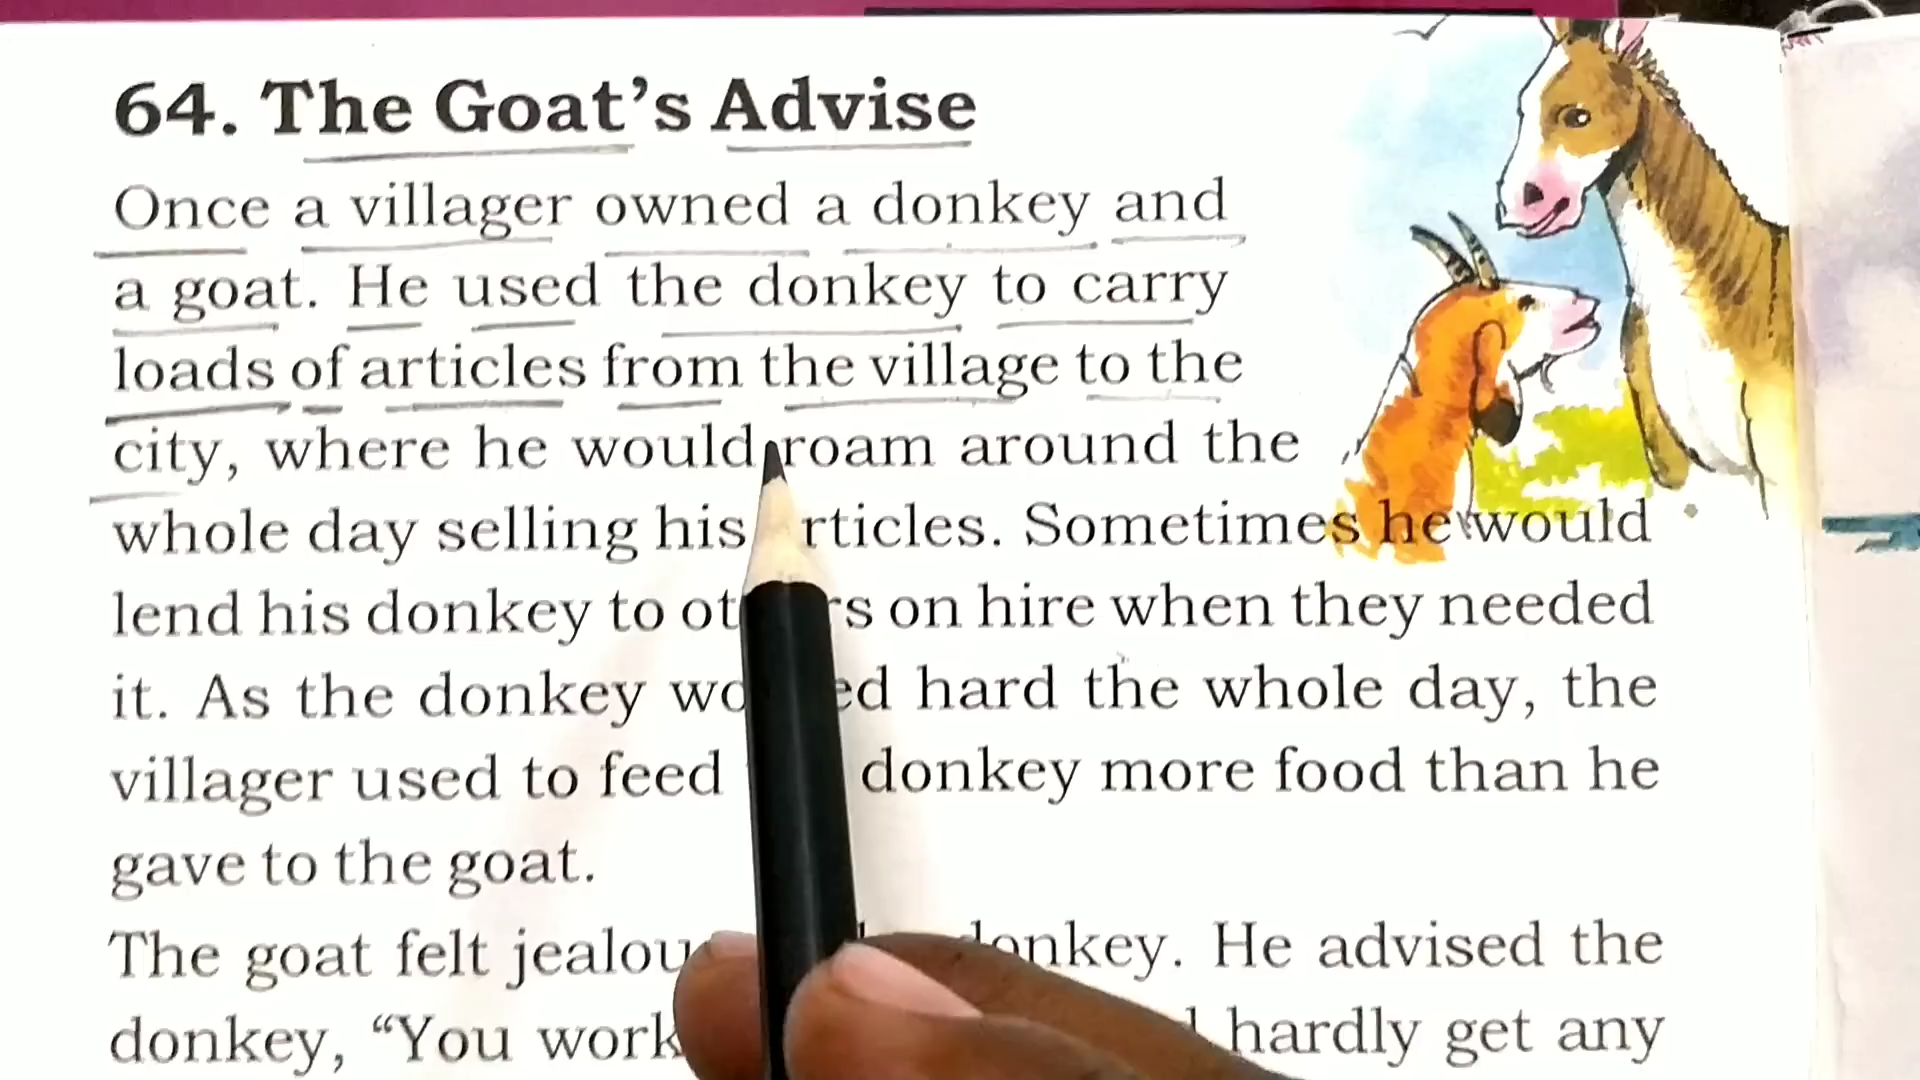 64. The Goat's Advise
Once a villager owned a donkey and
a goat. He used the donkey to carry
loads of articles from the village to the
city, where he would roam around the
whole day selling his rticles. Sometimes he would
lend his donkey to on hire when they needed
it. As the donkey hard the whole day, the
villager used to feed donkey more food than he
gave to the goat.
The goat felt donkey. He advised the
donkey, “You work hardly get any